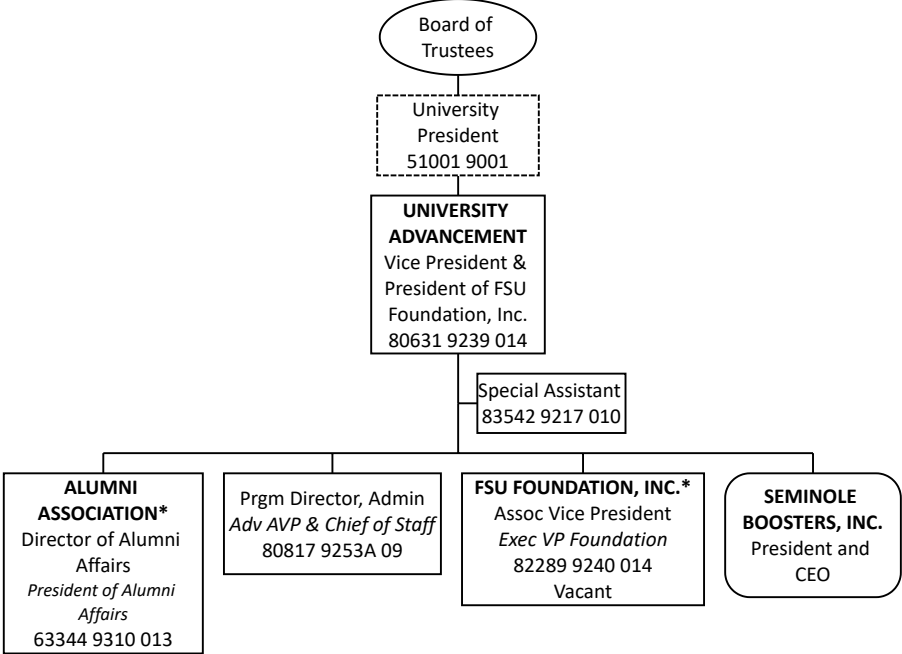 Board of
Trustees
University
President
51001 9001
UNIVERSITY
ADVANCEMENT
Vice President &
President of FSU
Foundation, Inc.
80631 9239 014
Special Assistant
83542 9217 010
ALUMNI
ASSOCIATION*
Director of Alumni
Affairs
President of Alumni
Affairs
63344 9310 013
Prgm Director, Admin
Adv AVP & Chief of Staff
80817 9253A 09
FSU FOUNDATION, INC.*
Assoc Vice President
Exec VP Foundation
82289 9240 014
Vacant
SEMINOLE
BOOSTERS, INC.
President and
CEO